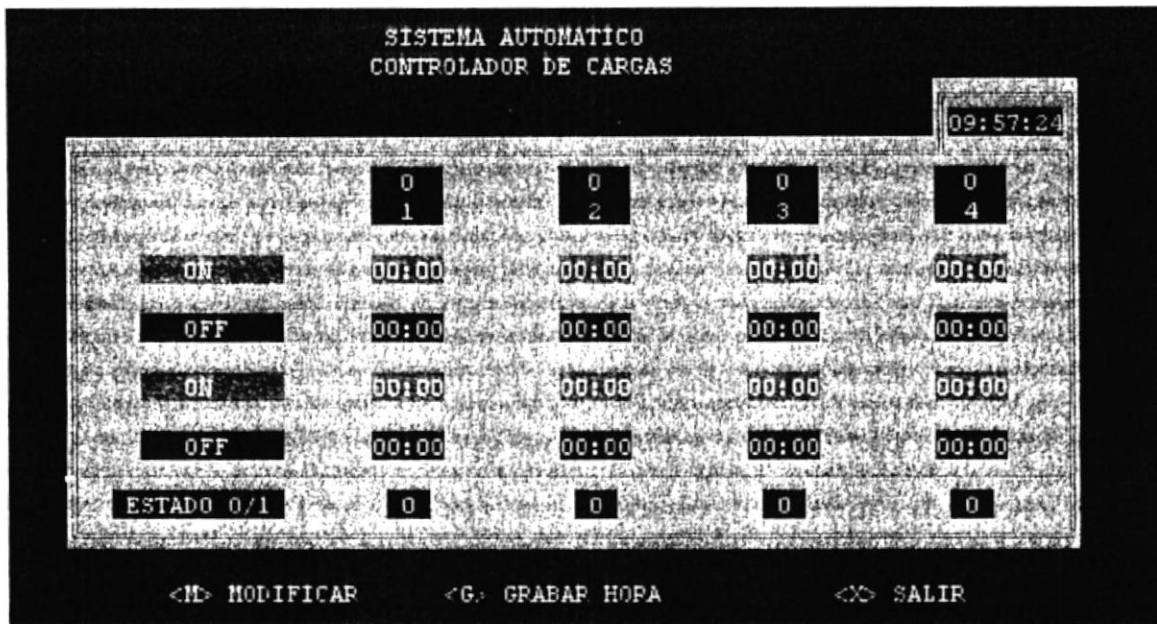 SISTEMA AUTOMATICO
CONTROLADOR DE CARGAS
09:57:24
0 0 0 0
1 2 3 4
ON 00:00 00:00 00:00 00:00
OFF 00:00 00:00 00:00 00:00
ON 00:00 00:00 00:00 00:00
OFF 00:00 00:00 00:00 00:00
ESTADO 0/1 0 0 0 0
<M> MODIFICAR <G> GRABAR HORA <X> SALIR